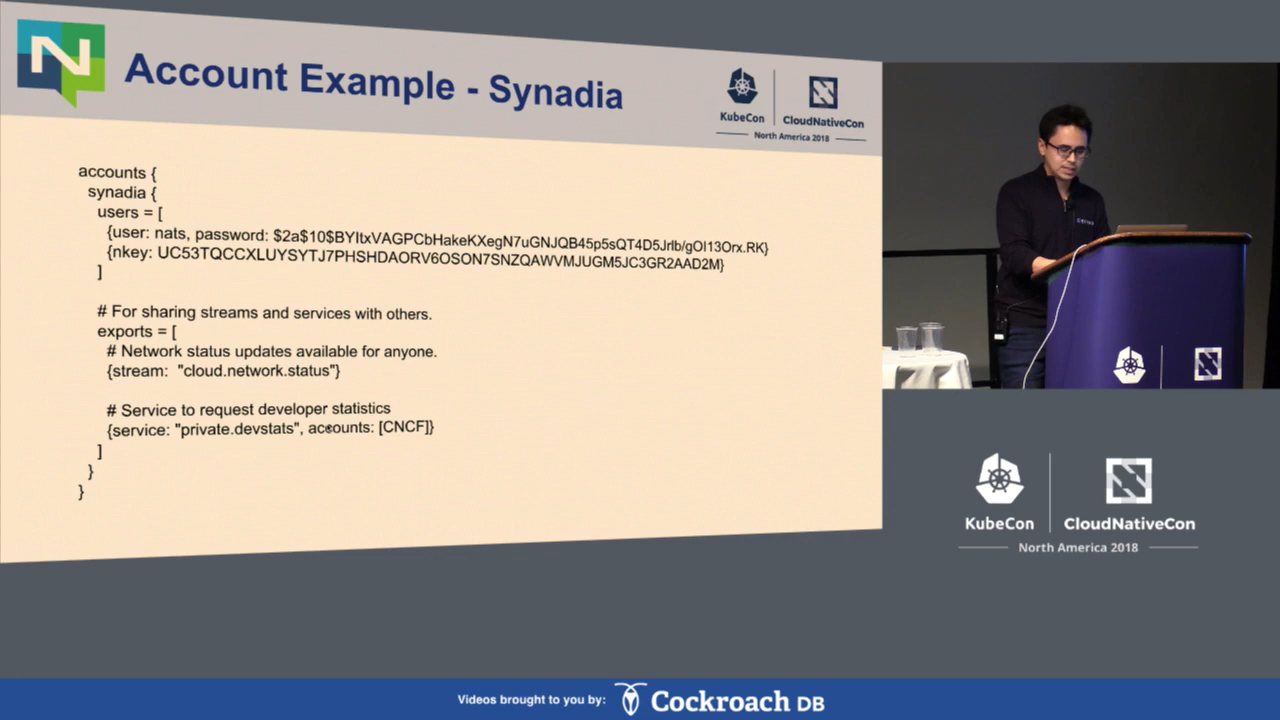 N
Account Example - Synadia
KubeCon
CloudNativeCon
North America 2018
accounts {
synadia {
users = [
{user: nats, password: $2a$10$BYItxVAGPCbHakeKXegN7uGNJQB45p5sQT4D5Jrlb/gOI13Orx.RK}
{nkey: UC53TQCCXLUYSYTJ7PHSHDAORV6OSON7SNZQAWVMJUGM5JC3GR2AAD2M}
]
# For sharing streams and services with others.
exports = [
# Network status updates available for anyone.
{stream: "cloud.network.status"}
# Service to request developer statistics
{service: "private.devstats", accounts: [CNCF]}
]
}
}
KubeCon
CloudNativeCon
North America 2018
Videos brought to you by:
Cockroach DB